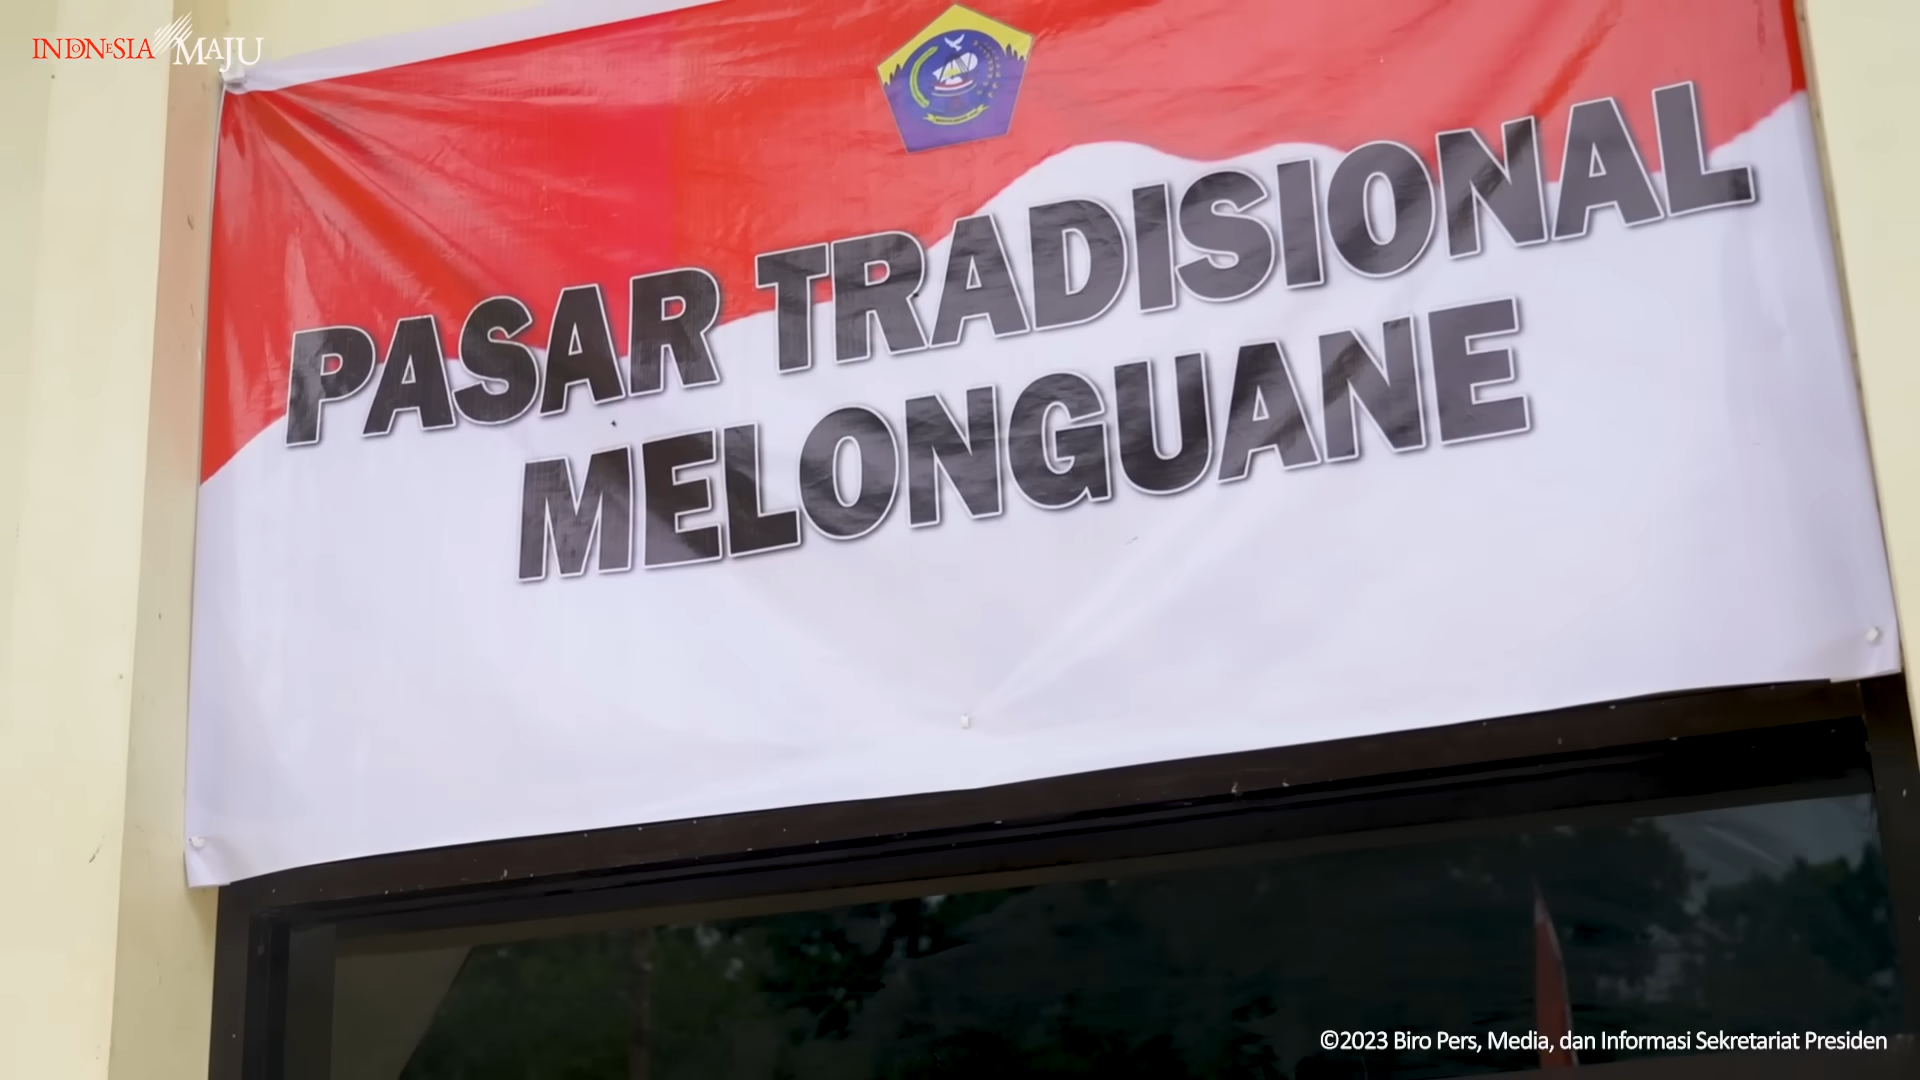 INDONESIA MAJU
PASAR TRADISIONAL
MELONGUANE
©2023 Biro Pers, Media, dan Informasi Sekretariat Presiden